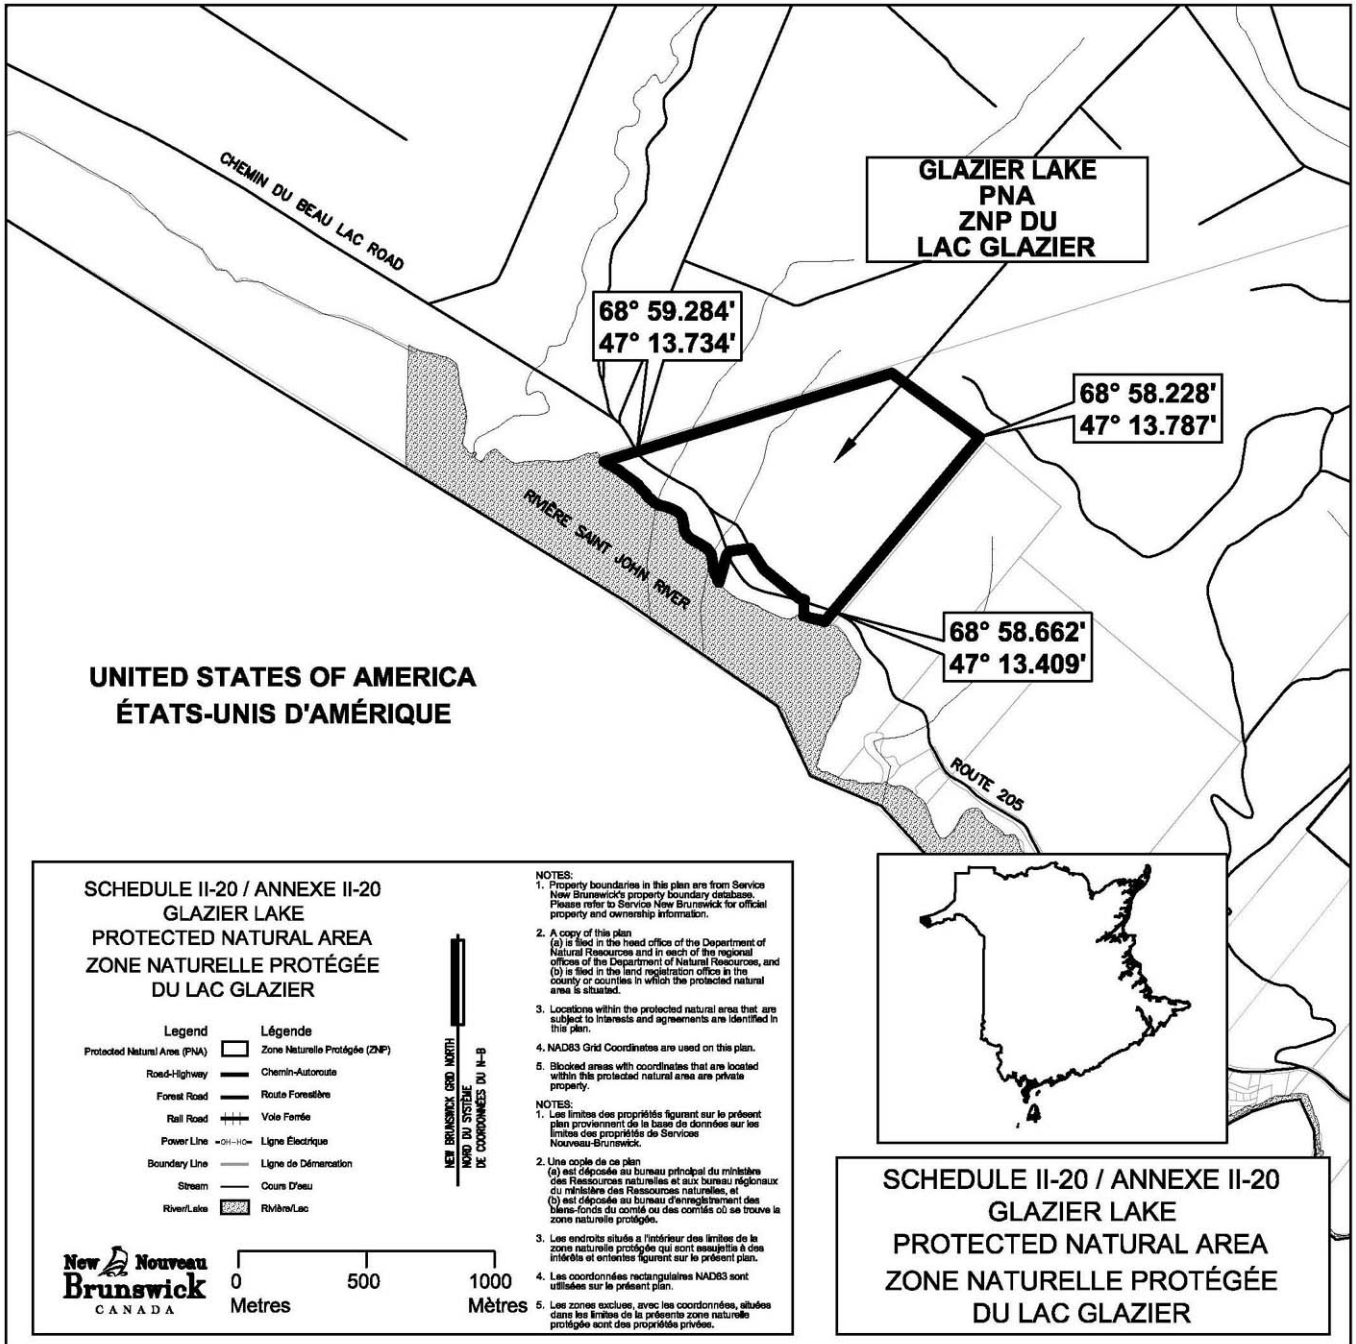 CHEMIN DU BEAU LAC ROAD
GLAZIER LAKE
PNA
ZNP DU
LAC GLAZIER
68° 59.284'
47° 13.734'
68° 58.228'
47° 13.787'
RIVIÈRE SAINT JOHN RIVER
68° 58.662'
47° 13.409'
UNITED STATES OF AMERICA
ÉTATS-UNIS D'AMÉRIQUE
ROUTE 205
SCHEDULE II-20 / ANNEXE II-20
GLAZIER LAKE
PROTECTED NATURAL AREA
ZONE NATURELLE PROTÉGÉE
DU LAC GLAZIER
Legend Légende
Protected Natural Area (PNA) Zone Naturelle Protégée (ZNP)
Road-Highway Chemin-Autoroute
Forest Road Route Forestière
Rail Road Voie Ferrée
Power Line -OH-HO- Ligne Électrique
Boundary Line Ligne de Démarcation
Stream Cours D'eau
River/Lake Rivière/Lac
NEW BRUNSWICK GRID NORTH
NORD DU SYSTÈME
DE COORDONNÉES DU N-B
New Nouveau
Brunswick
CANADA
0 500 1000
Metres Mètres
NOTES:
1. Property boundaries in this plan are from Service
New Brunswick's property boundary database.
Please refer to Service New Brunswick for official
property and ownership information.
2. A copy of this plan
(a) is filed in the head office of the Department of
Natural Resources and in each of the regional
offices of the Department of Natural Resources, and
(b) is filed in the land registration office in the
county or counties in which the protected natural
area is situated.
3. Locations within the protected natural area that are
subject to interests and agreements are identified in
this plan.
4. NAD83 Grid Coordinates are used on this plan.
5. Blocked areas with coordinates that are located
within this protected natural area are private
property.
NOTES:
1. Les limites des propriétés figurant sur le présent
plan proviennent de la base de données sur les
limites des propriétés de Services
Nouveau-Brunswick.
2. Une copie de ce plan
(a) est déposée au bureau principal du ministère
des Ressources naturelles et aux bureau régionaux
du ministère des Ressources naturelles, et
(b) est déposée au bureau d'enregistrement des
biens-fonds du comté ou des comtés où se trouve la
zone naturelle protégée.
3. Les endroits situés a l'intérieur des limites de la
zone naturelle protégée qui sont assujettis à des
intérêts et ententes figurent sur le présent plan.
4. Les coordonnées rectangulaires NAD83 sont
utilisées sur le présent plan.
5. Les zones exclues, avec les coordonnées, situées
dans les limites de la présente zone naturelle
protégée sont des propriétés privées.
SCHEDULE II-20 / ANNEXE II-20
GLAZIER LAKE
PROTECTED NATURAL AREA
ZONE NATURELLE PROTÉGÉE
DU LAC GLAZIER